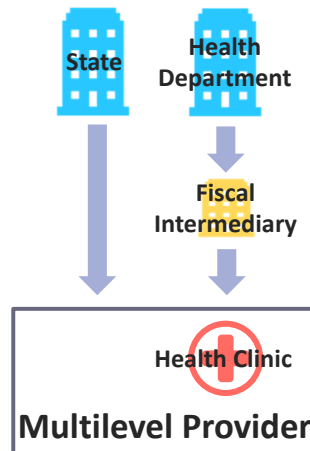 State
Health
Department
Fiscal
Intermediary
Health Clinic
Multilevel Provider